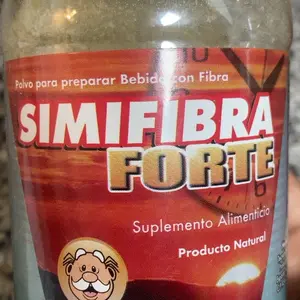 Polvo para preparar Bebida con Fibra
SIMIFIBRA
FORTE
Suplemento Alimenticio
Producto Natural